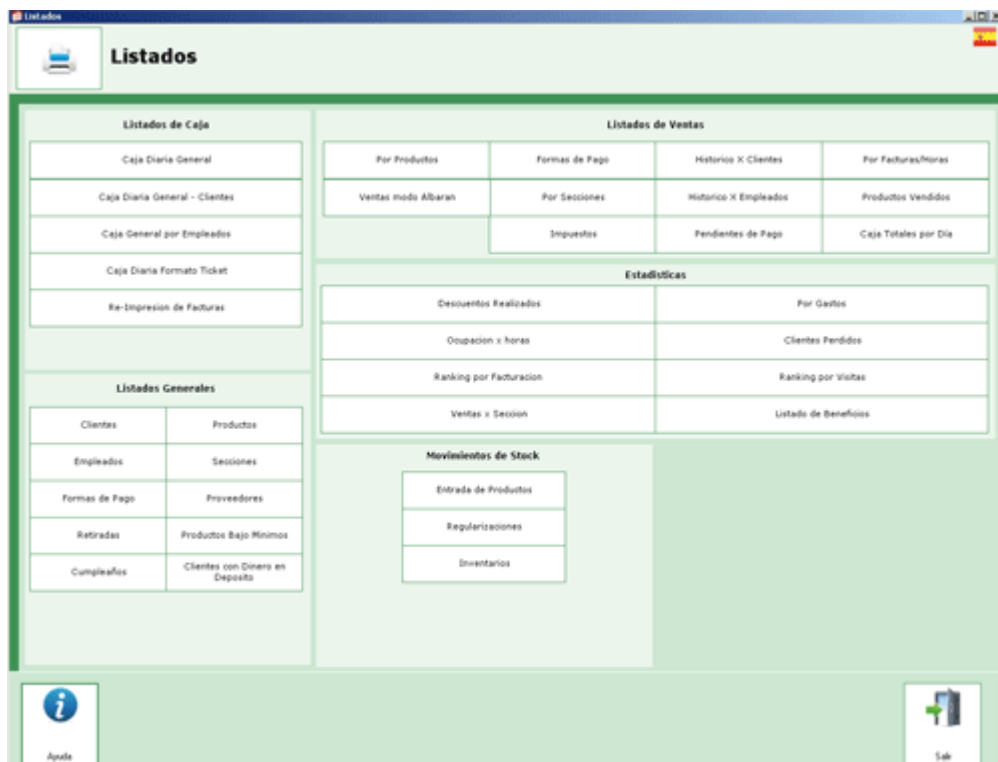 Listados
Listados
Listados de Caja
Caja Diaria General
Caja Diaria General - Clientes
Caja General por Empleados
Caja Diaria Formato Ticket
Re-Impresion de Facturas
Listados Generales
Clientes Productos
Empleados Secciones
Formas de Pago Proveedores
Retiradas Productos Bajo Minimos
Cumpleaños Clientes con Dinero en
Deposito
Listados de Ventas
Por Productos Formas de Pago Historico X Clientes Por Facturas/Horas
Ventas modo Albaran Por Secciones Historico X Empleados Productos Vendidos
Impuestos Pendientes de Pago Caja Totales por Dia
Estadisticas
Descuentos Realizados Por Gastos
Ocupacion x horas Clientes Perdidos
Ranking por Facturacion Ranking por Visitas
Ventas x Seccion Listado de Beneficios
Movimientos de Stock
Entrada de Productos
Regularizaciones
Inventarios
Ayuda
Salir